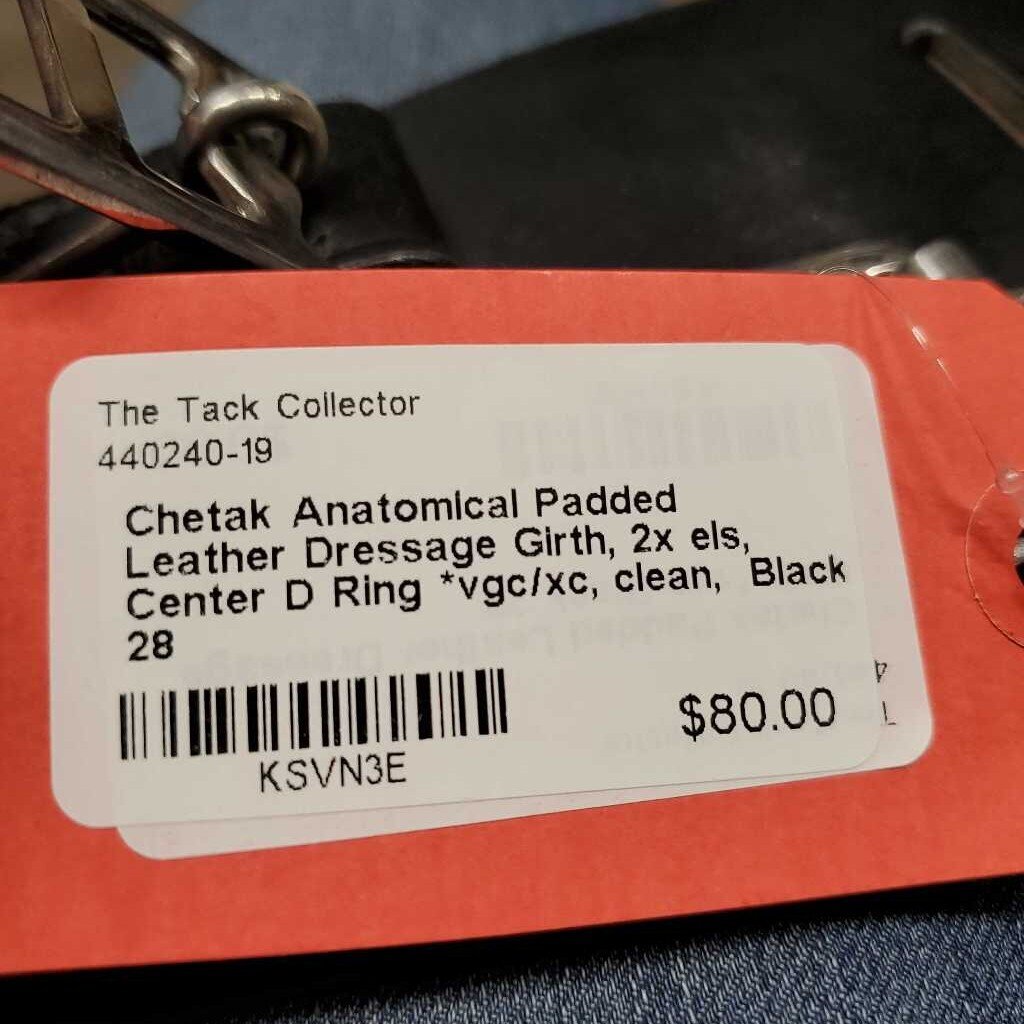 The Tack Collector
440240-19
Chetak Anatomical Padded
Leather Dressage Girth, 2x els,
Center D Ring *vgc/xc, clean, Black
28
KSVN3E
$80.00